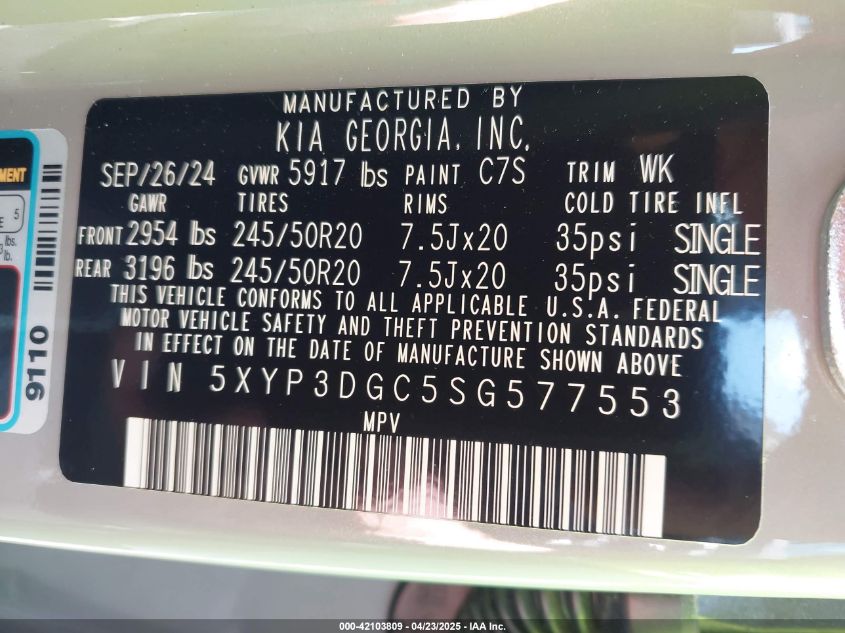 MANUFACTURED BY
KIA GEORGIA, INC.
SEP/26/24 GVWR 5917 lbs PAINT C7S TRIM WK
GAWR TIRES RIMS COLD TIRE INFL
FRONT 2954 lbs 245/50R20 7.5Jx20 35psi SINGLE
REAR 3196 lbs 245/50R20 7.5Jx20 35psi SINGLE
THIS VEHICLE CONFORMS TO ALL APPLICABLE U.S.A. FEDERAL
MOTOR VEHICLE SAFETY AND THEFT PREVENTION STANDARDS
IN EFFECT ON THE DATE OF MANUFACTURE SHOWN ABOVE
VIN 5XYP3DGC5SG577553
MPV
5
lbs.
lb.
9110
000-42103809 - 04/23/2025 - IAA Inc.